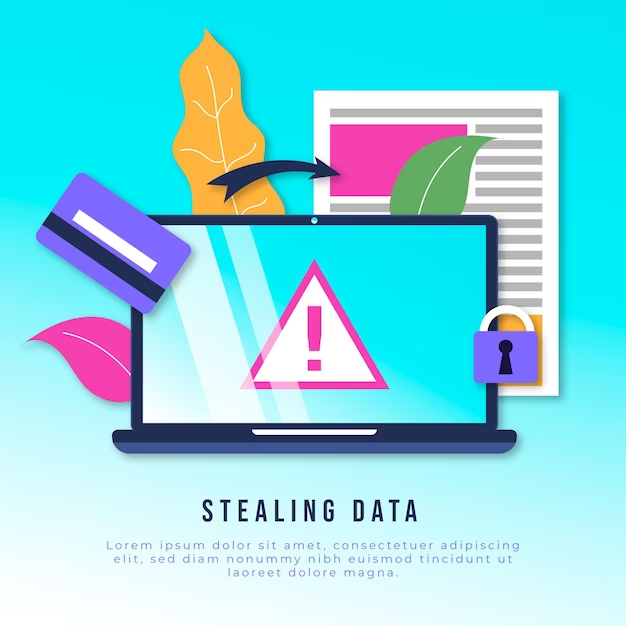 !
STEALING DATA
Lorem ipsum dolor sit amet, consectetur adipiscing
elit, sed diam nonummy nibh euismod tincidunt ut
laoreet dolore magna.